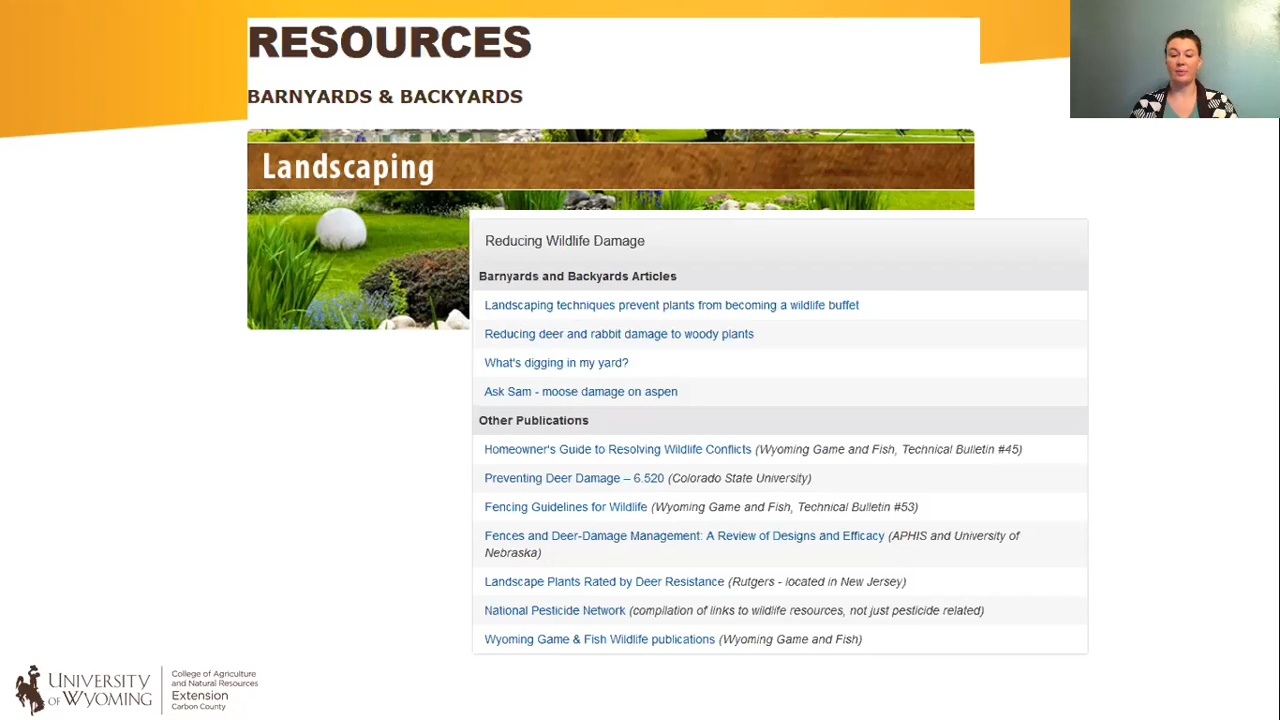 RESOURCES
BARNYARDS & BACKYARDS
Landscaping
Reducing Wildlife Damage
Barnyards and Backyards Articles
Landscaping techniques prevent plants from becoming a wildlife buffet
Reducing deer and rabbit damage to woody plants
What's digging in my yard?
Ask Sam - moose damage on aspen
Other Publications
Homeowner's Guide to Resolving Wildlife Conflicts (Wyoming Game and Fish, Technical Bulletin #45)
Preventing Deer Damage – 6.520 (Colorado State University)
Fencing Guidelines for Wildlife (Wyoming Game and Fish, Technical Bulletin #53)
Fences and Deer-Damage Management: A Review of Designs and Efficacy (APHIS and University of
Nebraska)
Landscape Plants Rated by Deer Resistance (Rutgers - located in New Jersey)
National Pesticide Network (compilation of links to wildlife resources, not just pesticide related)
Wyoming Game & Fish Wildlife publications (Wyoming Game and Fish)
UNIVERSITY
OF WYOMING
College of Agriculture
and Natural Resources
Extension
Carbon County